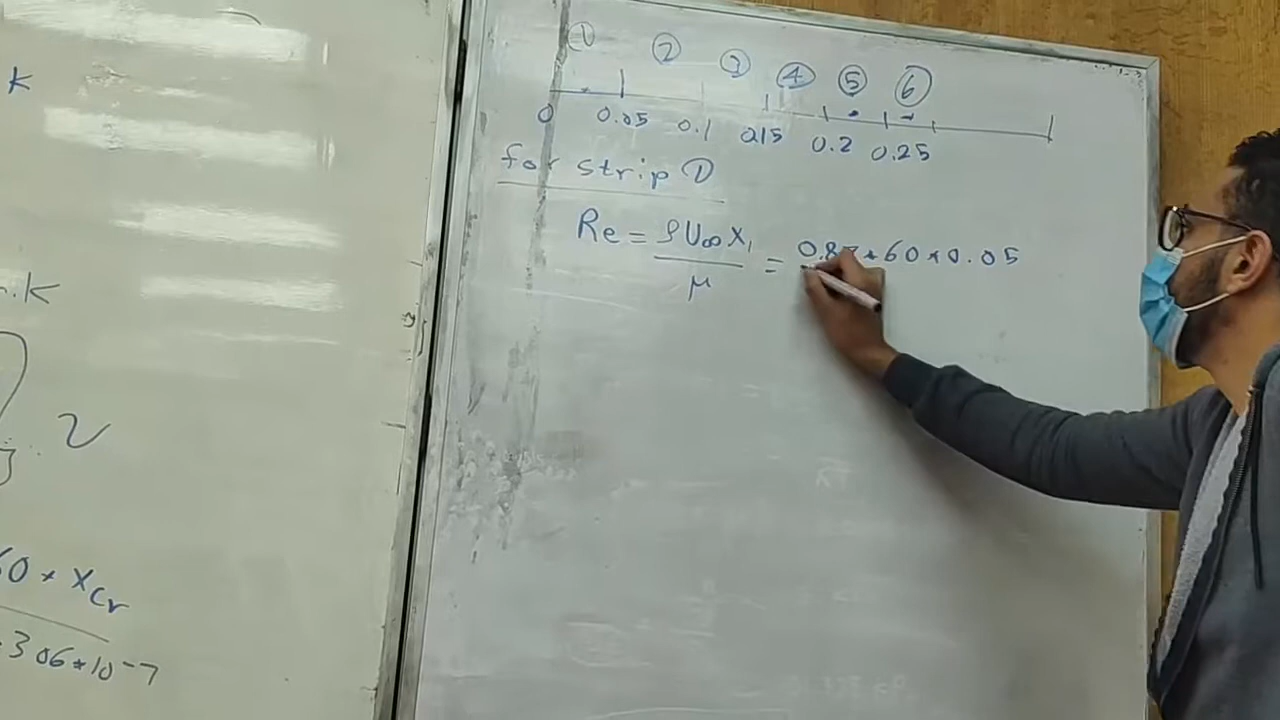 k
.k
2
60 * xcr
306*10-7
① ② ③ ④ ⑤ ⑥
0 0.05 0.1 0.15 0.2 0.25
for strip ①
Re = ρU∞X1 / μ = 0.87*60*0.05